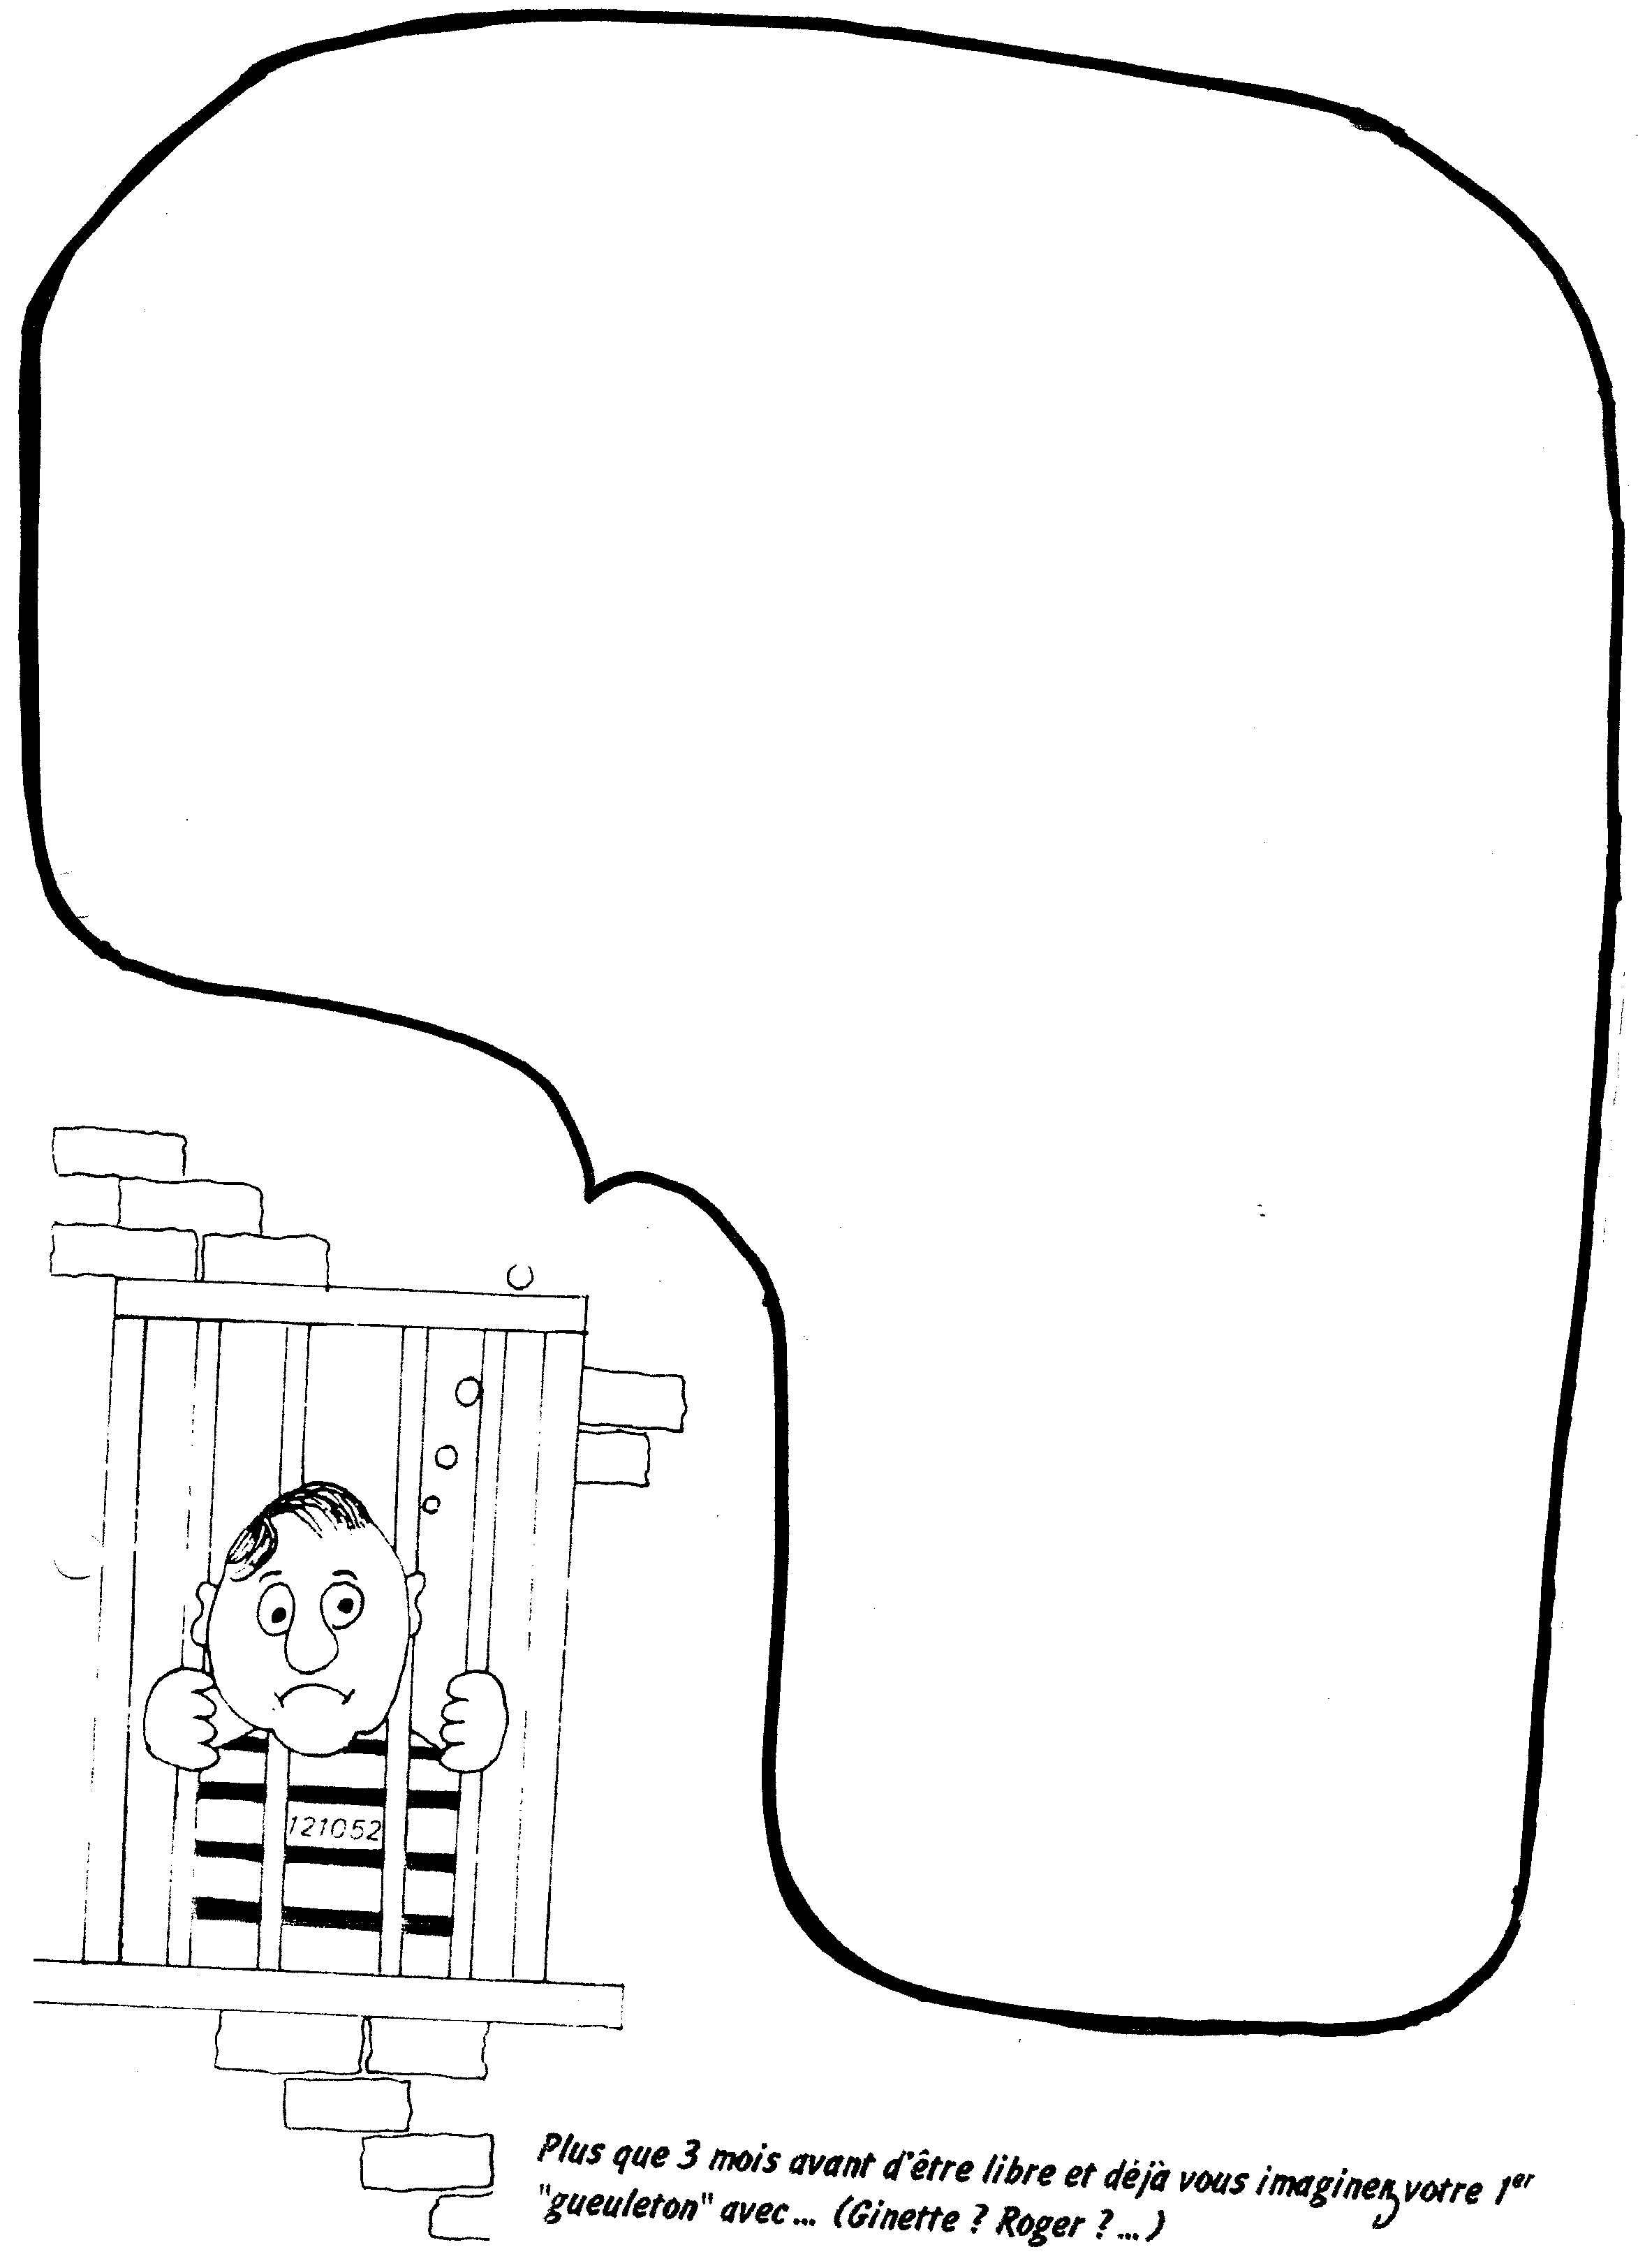 121052
Plus que 3 mois avant d'être libre et déjà vous imaginez votre 1er
"gueuleton" avec... (Ginette ? Roger ?...)